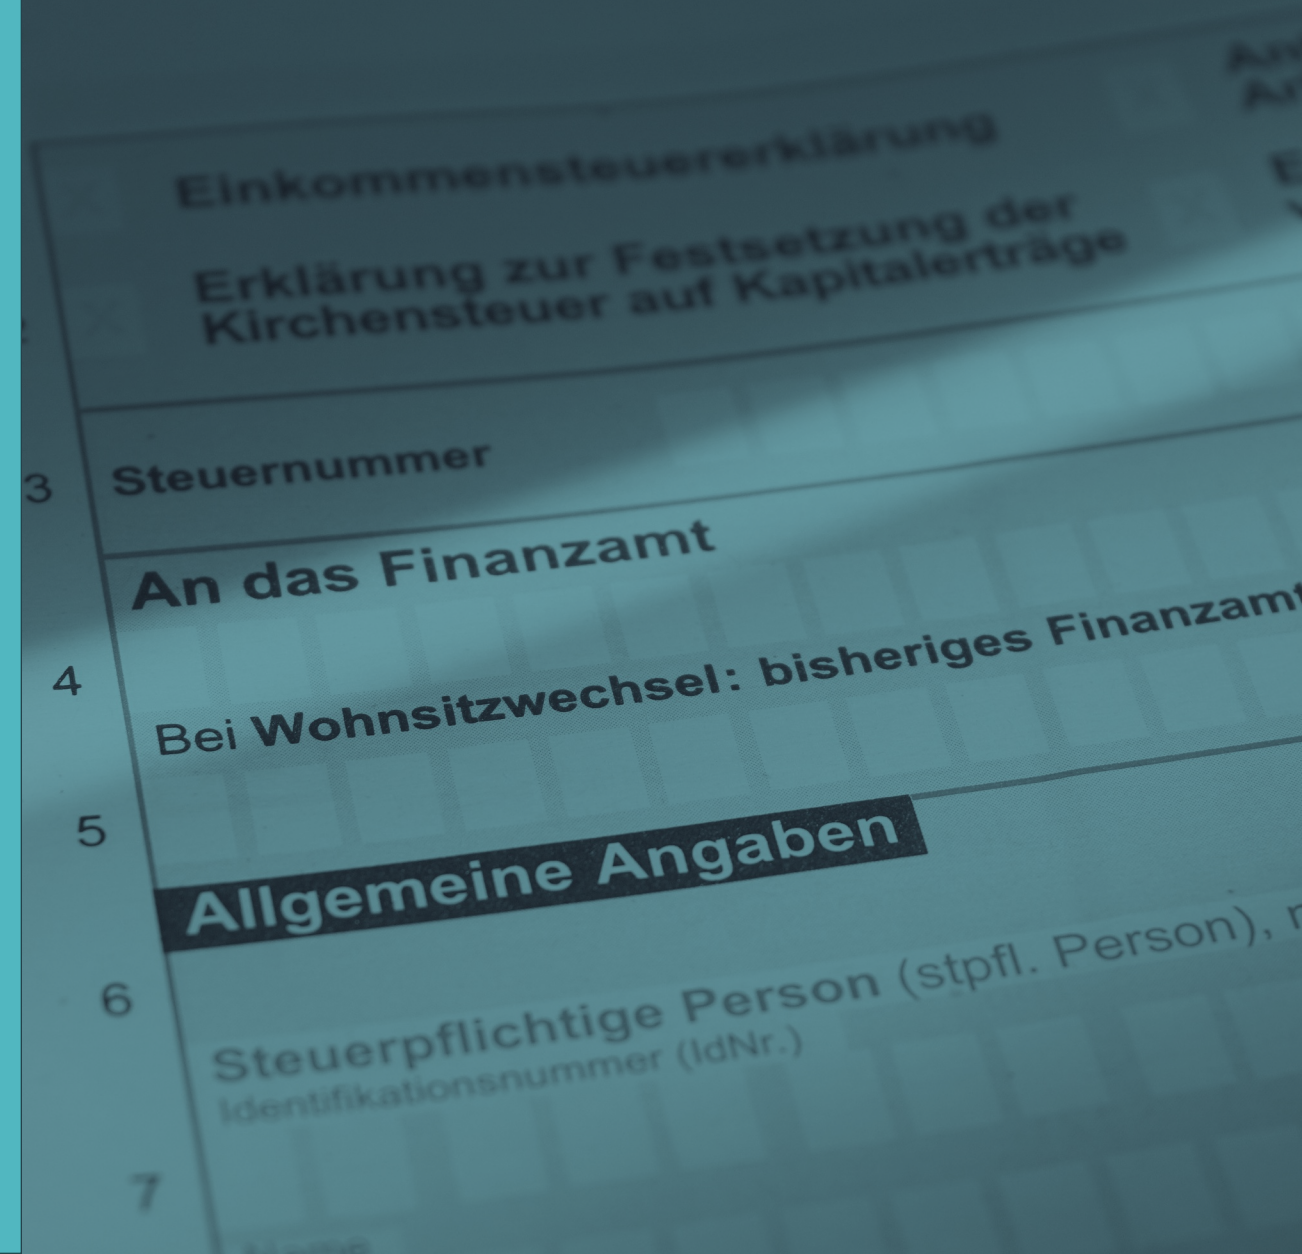 Einkommensteuererklärung
Erklärung zur Festsetzung der
Kirchensteuer auf Kapitalerträge
3 Steuernummer
An das Finanzamt
4
Bei Wohnsitzwechsel: bisheriges Finanzamt
5
Allgemeine Angaben
6
Steuerpflichtige Person (stpfl. Person),
Identifikationsnummer (IdNr.)
7
Name